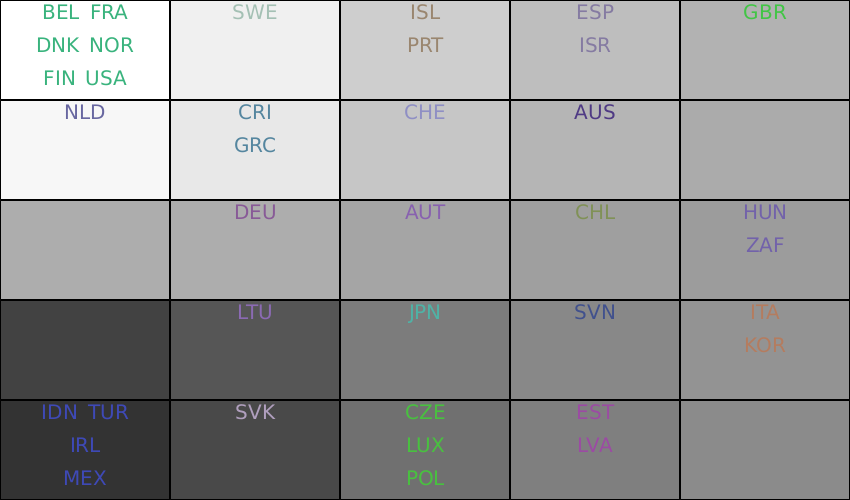 BEL FRA
DNK NOR
FIN USA
SWE
ISL
PRT
ESP
ISR
GBR
NLD
CRI
GRC
CHE
AUS
DEU
AUT
CHL
HUN
ZAF
LTU
JPN
SVN
ITA
KOR
IDN TUR
IRL
MEX
SVK
CZE
LUX
POL
EST
LVA